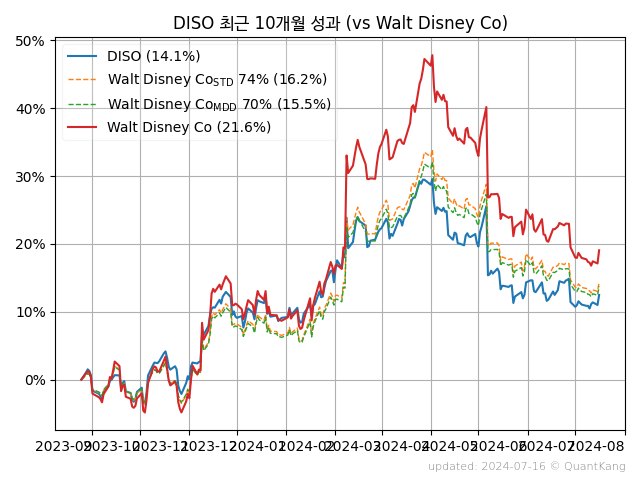 DISO 최근 10개월 성과 (vs Walt Disney Co)
DISO (14.1%)
Walt Disney Co_STD 74% (16.2%)
Walt Disney Co_MDD 70% (15.5%)
Walt Disney Co (21.6%)
50%
40%
30%
20%
10%
0%
2023-09 2023-10 2023-11 2023-12 2024-01 2024-02 2024-03 2024-04 2024-05 2024-06 2024-07 2024-08
updated: 2024-07-16 © QuantKang